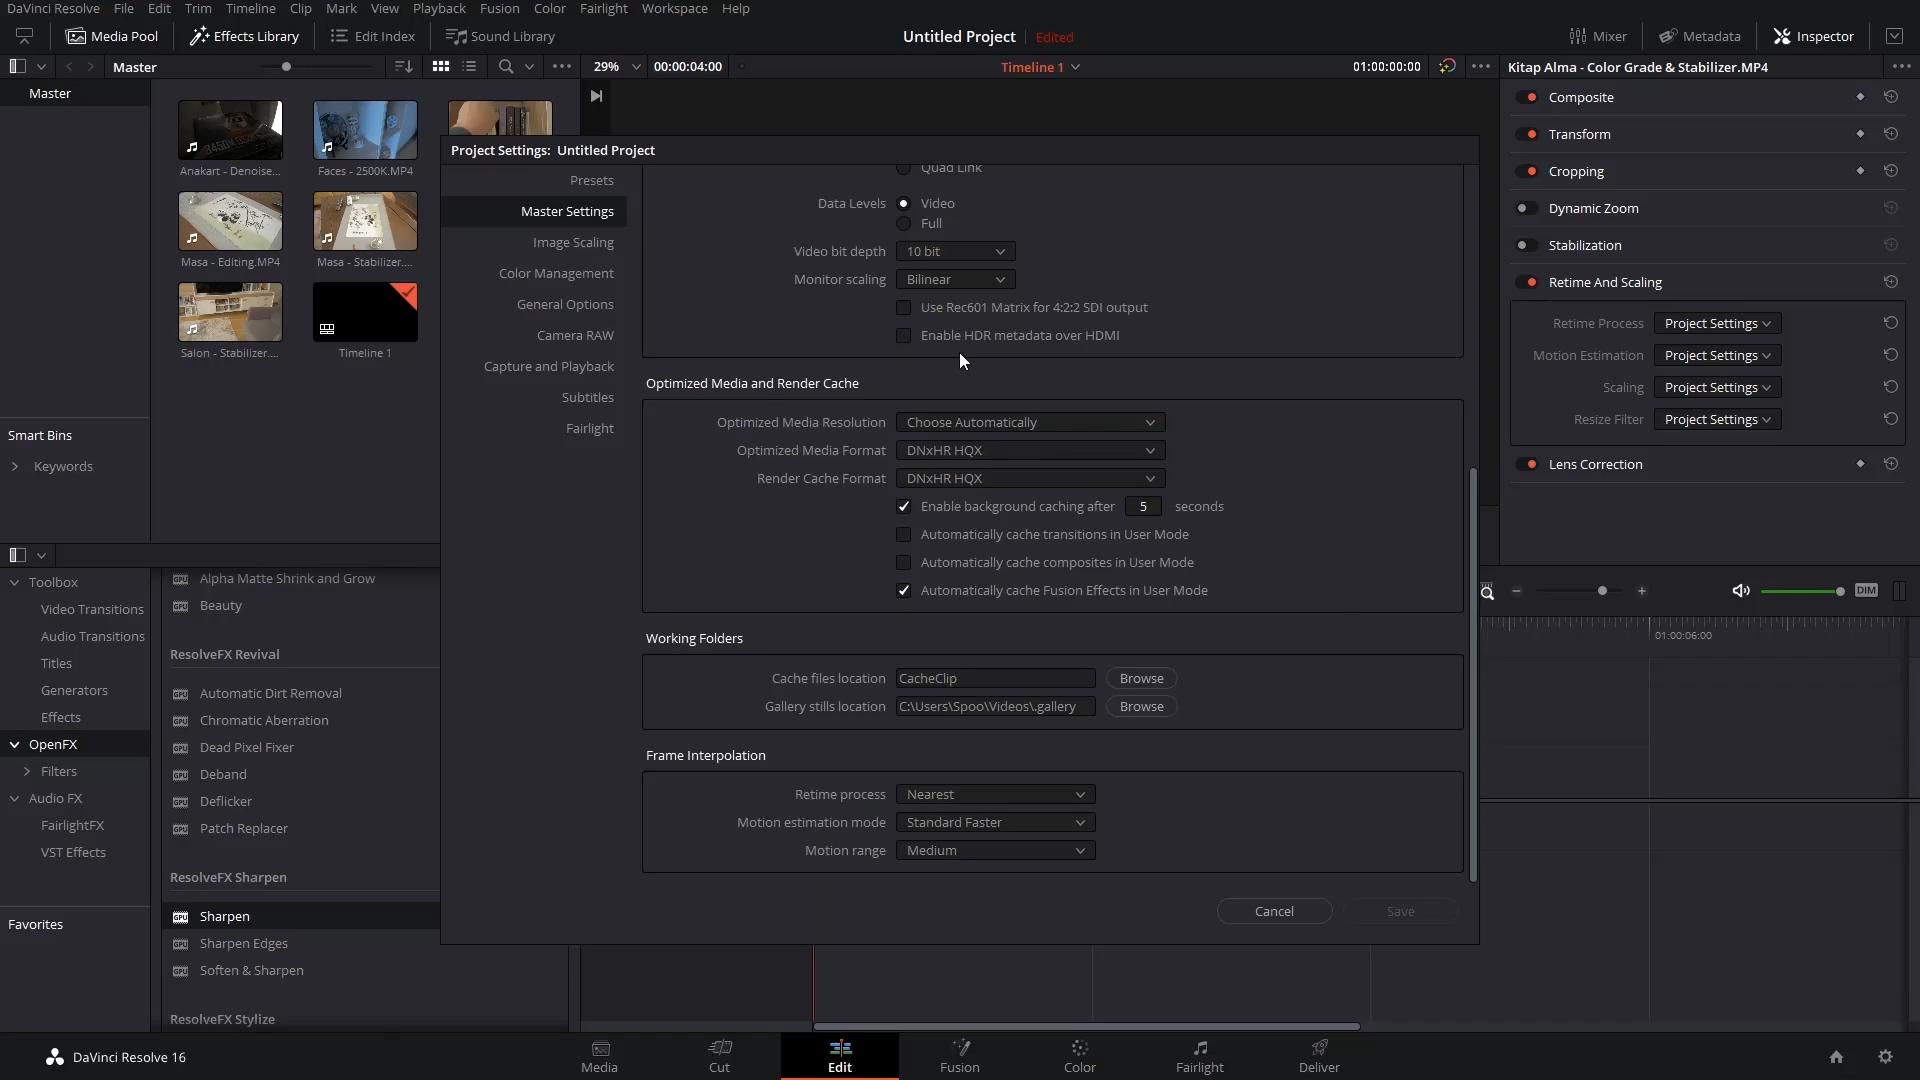 DaVinci Resolve File Edit Trim Timeline Clip Mark View Playback Fusion Color Fairlight Workspace Help
Media Pool Effects Library Edit Index Sound Library Untitled Project Edited Mixer Metadata Inspector
Master 29% 00:00:04:00 Timeline 1 01:00:00:00 Kitap Alma - Color Grade & Stabilizer.MP4
Master
Anakart - Denoise...
Faces - 2500K.MP4
Masa - Editing.MP4
Masa - Stabilizer....
Salon - Stabilizer....
Timeline 1
Smart Bins
Keywords
Toolbox
Video Transitions
Audio Transitions
Titles
Generators
Effects
OpenFX
Filters
Audio FX
FairlightFX
VST Effects
Favorites
Alpha Matte Shrink and Grow
Beauty
ResolveFX Revival
Automatic Dirt Removal
Chromatic Aberration
Dead Pixel Fixer
Deband
Deflicker
Patch Replacer
ResolveFX Sharpen
Sharpen
Sharpen Edges
Soften & Sharpen
ResolveFX Stylize
Project Settings: Untitled Project
Presets
Master Settings
Image Scaling
Color Management
General Options
Camera RAW
Capture and Playback
Subtitles
Fairlight
Quad Link
Data Levels Video
Full
Video bit depth 10 bit
Monitor scaling Bilinear
Use Rec601 Matrix for 4:2:2 SDI output
Enable HDR metadata over HDMI
Optimized Media and Render Cache
Optimized Media Resolution Choose Automatically
Optimized Media Format DNxHR HQX
Render Cache Format DNxHR HQX
Enable background caching after 5 seconds
Automatically cache transitions in User Mode
Automatically cache composites in User Mode
Automatically cache Fusion Effects in User Mode
Working Folders
Cache files location CacheClip Browse
Gallery stills location C:\Users\Spoo\Videos\.gallery Browse
Frame Interpolation
Retime process Nearest
Motion estimation mode Standard Faster
Motion range Medium
Cancel Save
Composite
Transform
Cropping
Dynamic Zoom
Stabilization
Retime And Scaling
Retime Process Project Settings
Motion Estimation Project Settings
Scaling Project Settings
Resize Filter Project Settings
Lens Correction
DIM
01:00:06:00
DaVinci Resolve 16 Media Cut Edit Fusion Color Fairlight Deliver